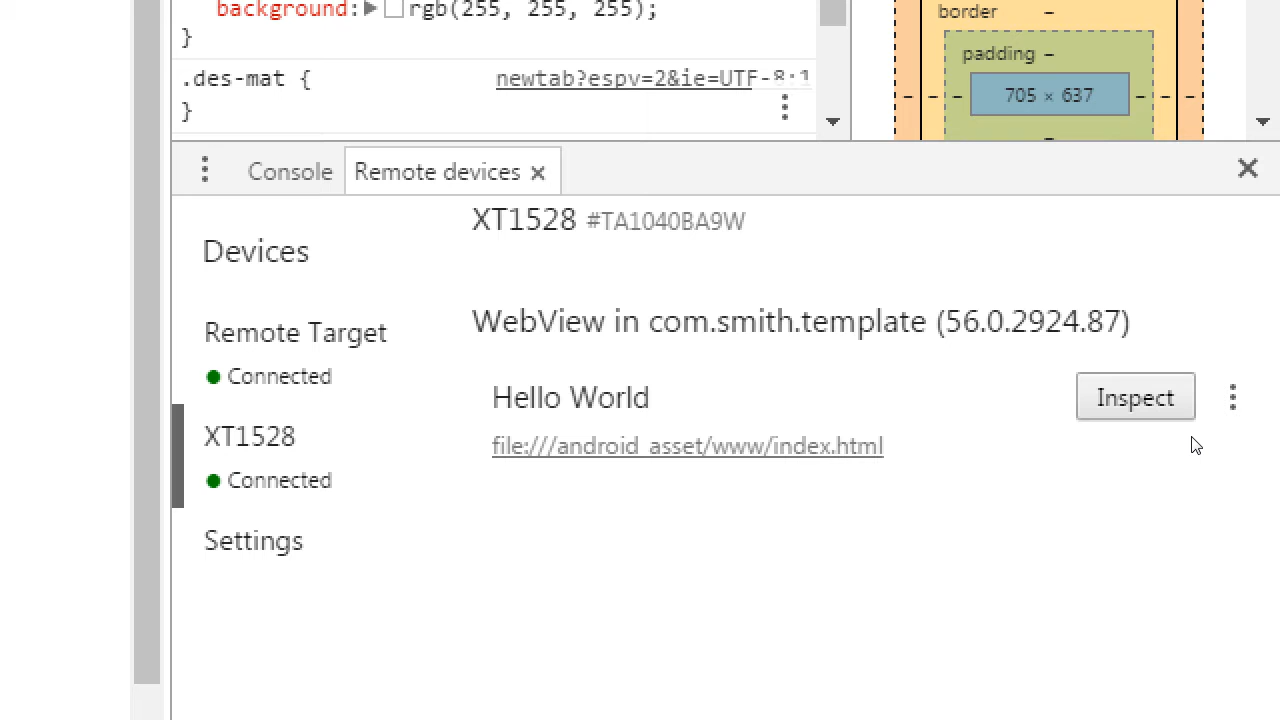 background: rgb(255, 255, 255);
}
.des-mat {
newtab?espv=2&ie=UTF-8:1
}
border –
padding –
– – – 705 × 637 – – –
–
Console
Remote devices ×
XT1528 #TA1040BA9W
Devices
WebView in com.smith.template (56.0.2924.87)
Remote Target
Connected
Hello World
Inspect
XT1528
file:///android_asset/www/index.html
Connected
Settings